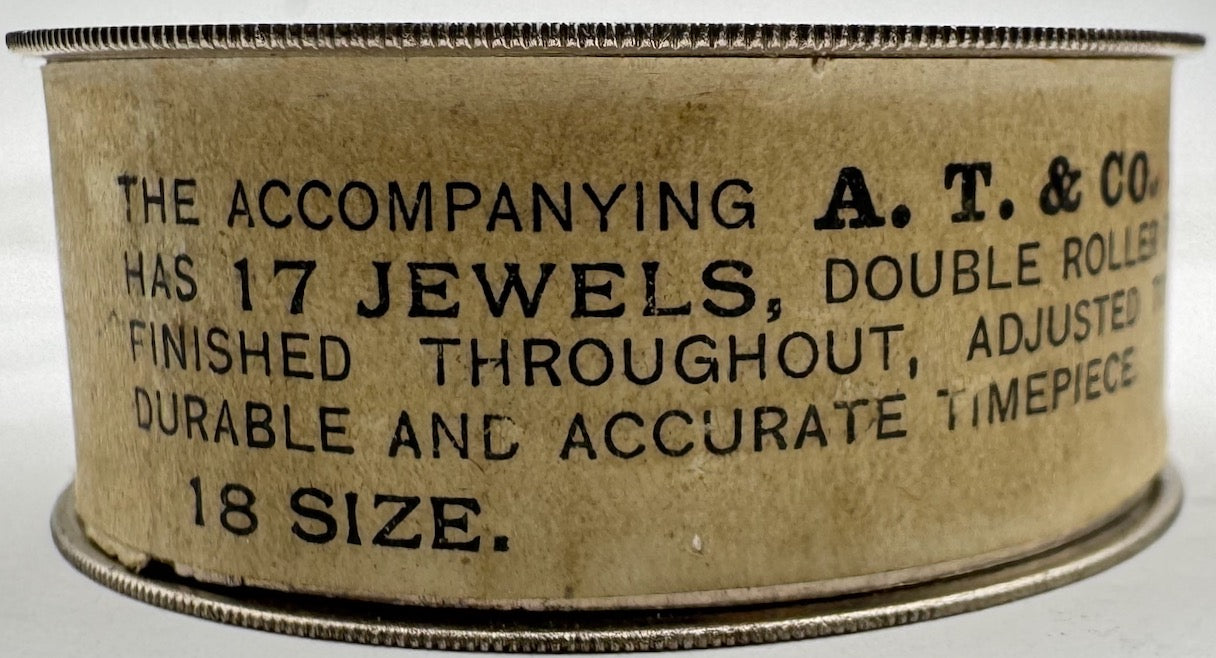 THE ACCOMPANYING A. T. & CO.
HAS 17 JEWELS, DOUBLE ROLLER
FINISHED THROUGHOUT, ADJUSTED
DURABLE AND ACCURATE TIMEPIECE.
18 SIZE.